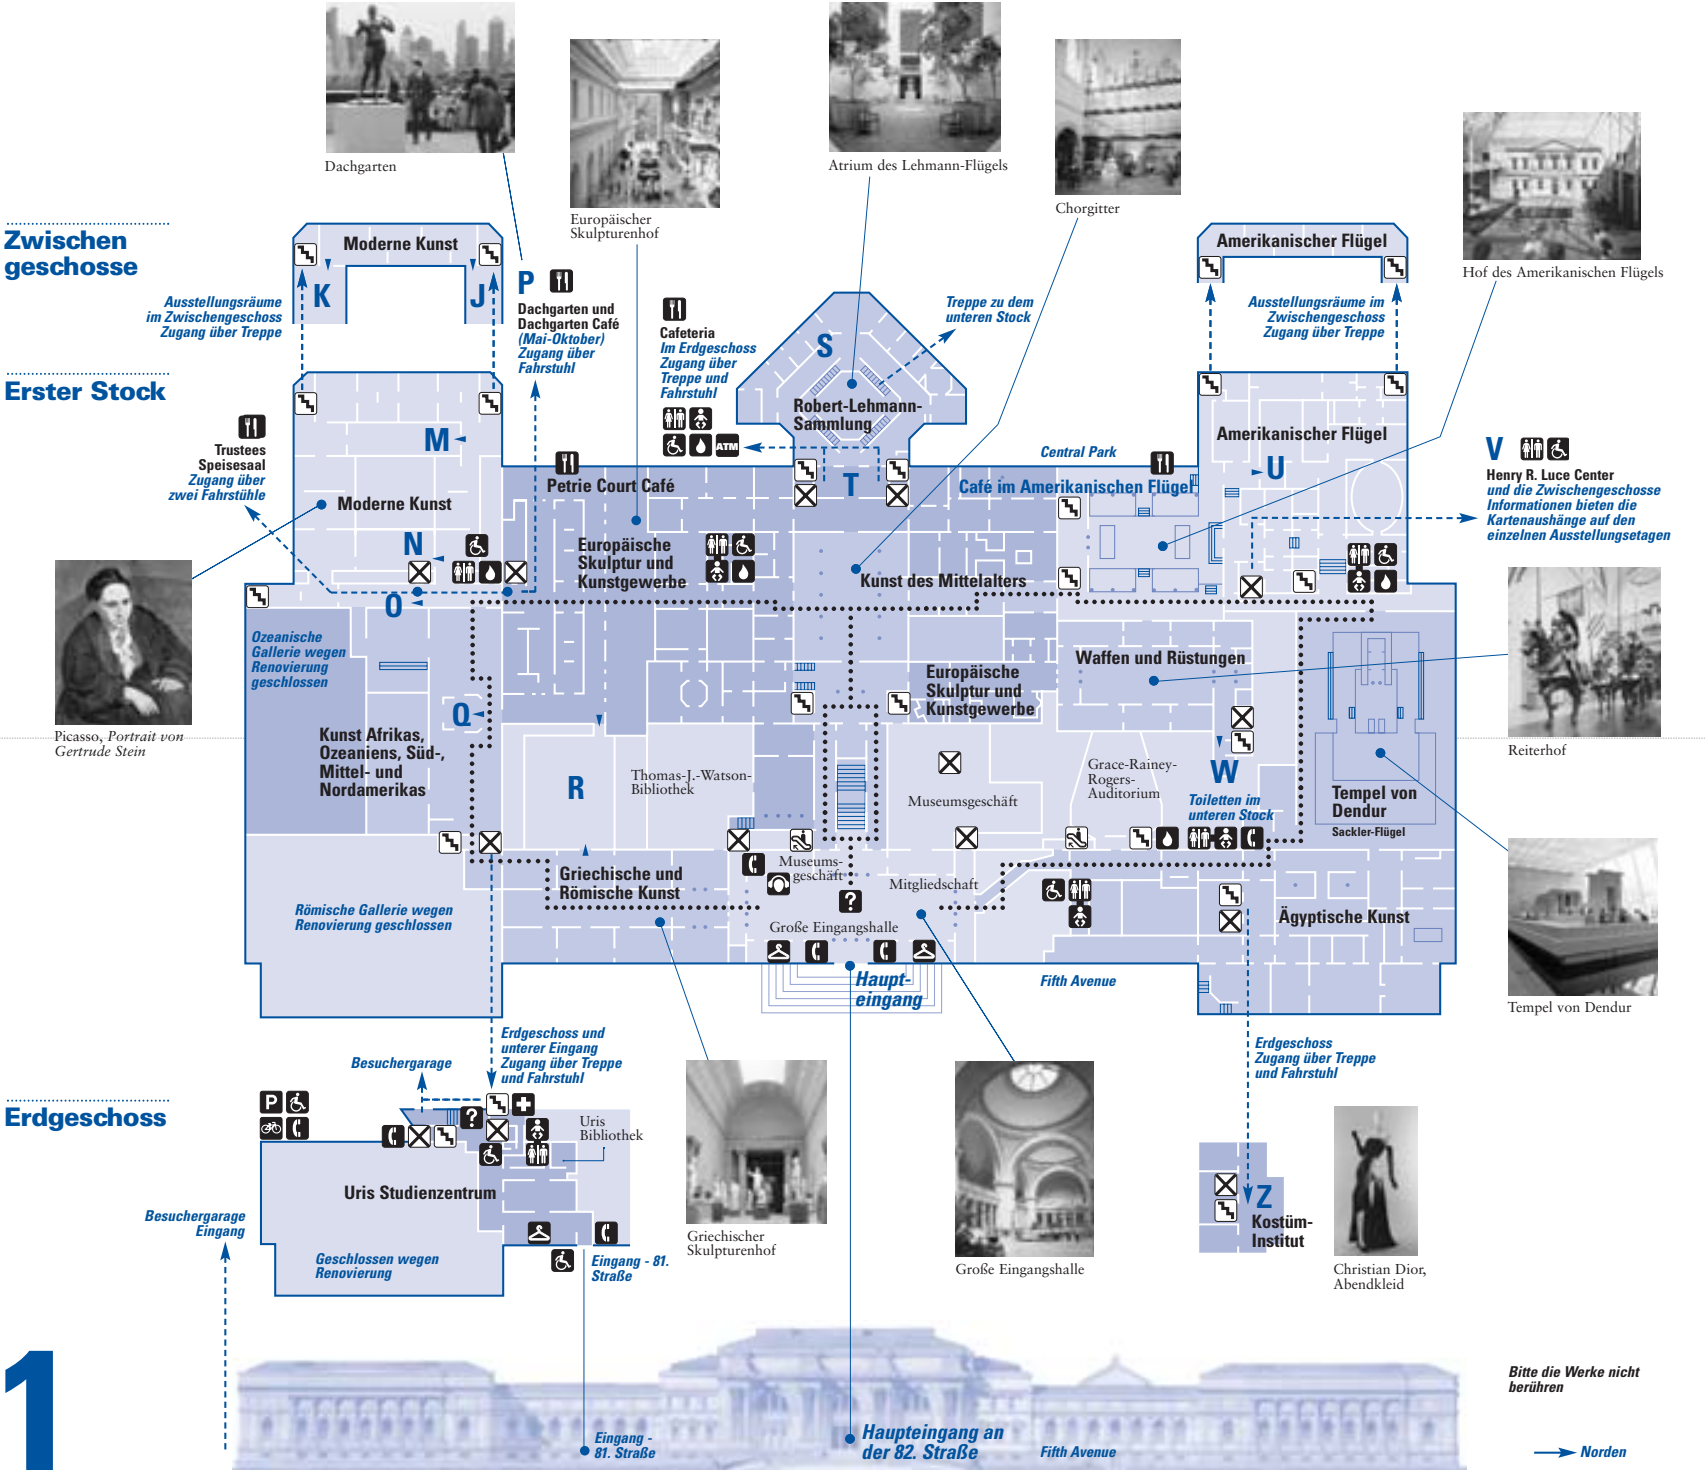 Dachgarten
Europäischer
Skulpturenhof
Atrium des Lehmann-Flügels
Chorgitter
Hof des Amerikanischen Flügels
Zwischen
geschosse
Moderne Kunst
K
J
Ausstellungsräume
im Zwischengeschoss
Zugang über Treppe
P
Dachgarten und
Dachgarten Café
(Mai-Oktober)
Zugang über
Fahrstuhl
Cafeteria
Im Erdgeschoss
Zugang über
Treppe und
Fahrstuhl
ATM
Treppe zu dem
unteren Stock
Amerikanischer Flügel
Ausstellungsräume im
Zwischengeschoss
Zugang über Treppe
Erster Stock
S
Robert-Lehmann-
Sammlung
T
Trustees
Speisesaal
Zugang über
zwei Fahrstühle
M
Moderne Kunst
N
O
Petrie Court Café
Europäische
Skulptur und
Kunstgewerbe
Kunst des Mittelalters
Central Park
Café im Amerikanischen Flügel
Amerikanischer Flügel
U
V
Henry R. Luce Center
und die Zwischengeschosse
Informationen bieten die
Kartenaushänge auf den
einzelnen Ausstellungsetagen
Picasso, Portrait von
Gertrude Stein
Ozeanische
Gallerie wegen
Renovierung
geschlossen
Kunst Afrikas,
Ozeaniens, Süd-,
Mittel- und
Nordamerikas
Q
R
Thomas-J.-Watson-
Bibliothek
Europäische
Skulptur und
Kunstgewerbe
Waffen und Rüstungen
Reiterhof
Museumsgeschäft
Grace-Rainey-
Rogers-
Auditorium
W
Toiletten im
unteren Stock
Tempel von
Dendur
Sackler-Flügel
Griechische und
Römische Kunst
Museums-
geschäft
Mitgliedschaft
?
Große Eingangshalle
Ägyptische Kunst
Römische Gallerie wegen
Renovierung geschlossen
Haupt-
eingang
Fifth Avenue
Tempel von Dendur
Erdgeschoss und
unterer Eingang
Zugang über Treppe
und Fahrstuhl
Besuchergarage
Erdgeschoss
Zugang über Treppe
und Fahrstuhl
Erdgeschoss
P
?
Uris
Bibliothek
Uris Studienzentrum
Besuchergarage
Eingang
Geschlossen wegen
Renovierung
Eingang - 81.
Straße
Griechischer
Skulpturenhof
Große Eingangshalle
Z
Kostüm-
Institut
Christian Dior,
Abendkleid
1
Eingang -
81. Straße
Haupteingang an
der 82. Straße
Fifth Avenue
Bitte die Werke nicht
berühren
Norden